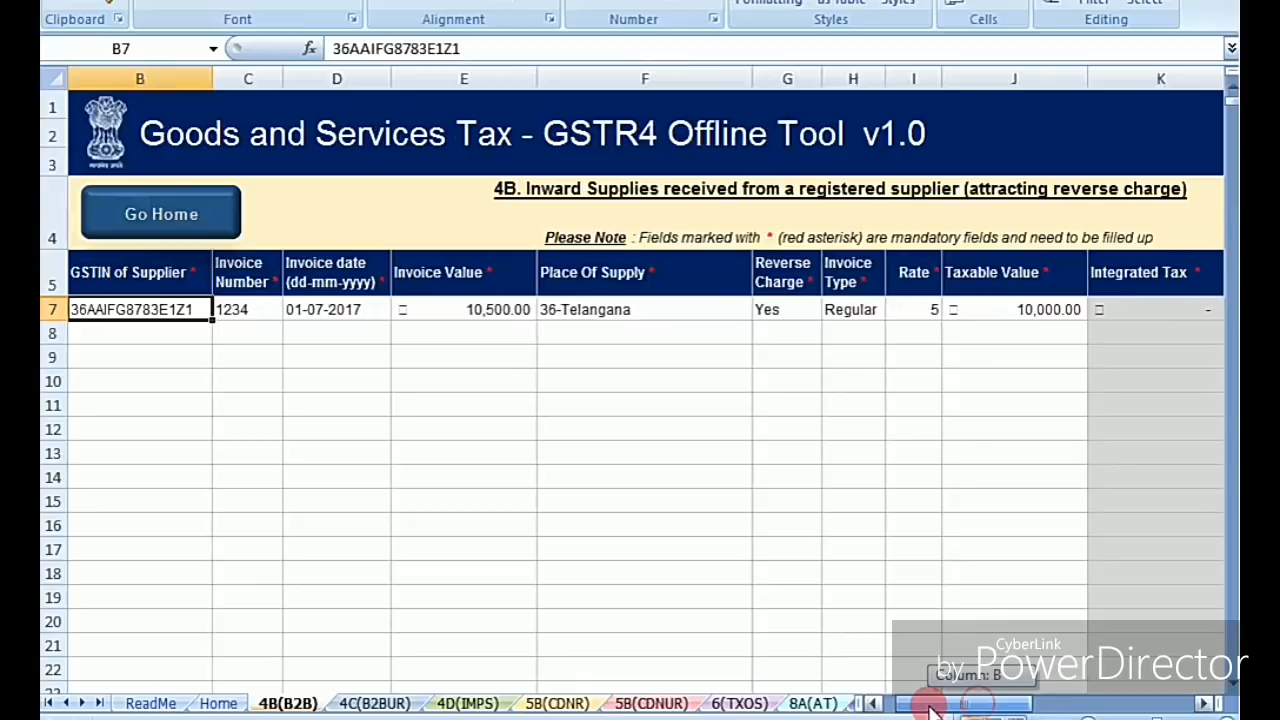 Clipboard Font Alignment Number Styles Cells Editing
B7 fx 36AAIFG8783E1Z1
B C D E F G H I J K
1
2 Goods and Services Tax - GSTR4 Offline Tool v1.0
3
4B. Inward Supplies received from a registered supplier (attracting reverse charge)
Go Home
4 Please Note : Fields marked with * (red asterisk) are mandatory fields and need to be filled up
5 GSTIN of Supplier * Invoice Number * Invoice date (dd-mm-yyyy) * Invoice Value * Place Of Supply * Reverse Charge * Invoice Type * Rate * Taxable Value * Integrated Tax *
7 36AAIFG8783E1Z1 1234 01-07-2017 10,500.00 36-Telangana Yes Regular 5 10,000.00 -
8
9
10
11
12
13
14
15
16
17
18
19
20
21
22
CyberLink
by PowerDirector
Column: B
ReadMe Home 4B(B2B) 4C(B2BUR) 4D(IMPS) 5B(CDNR) 5B(CDNUR) 6(TXOS) 8A(AT)